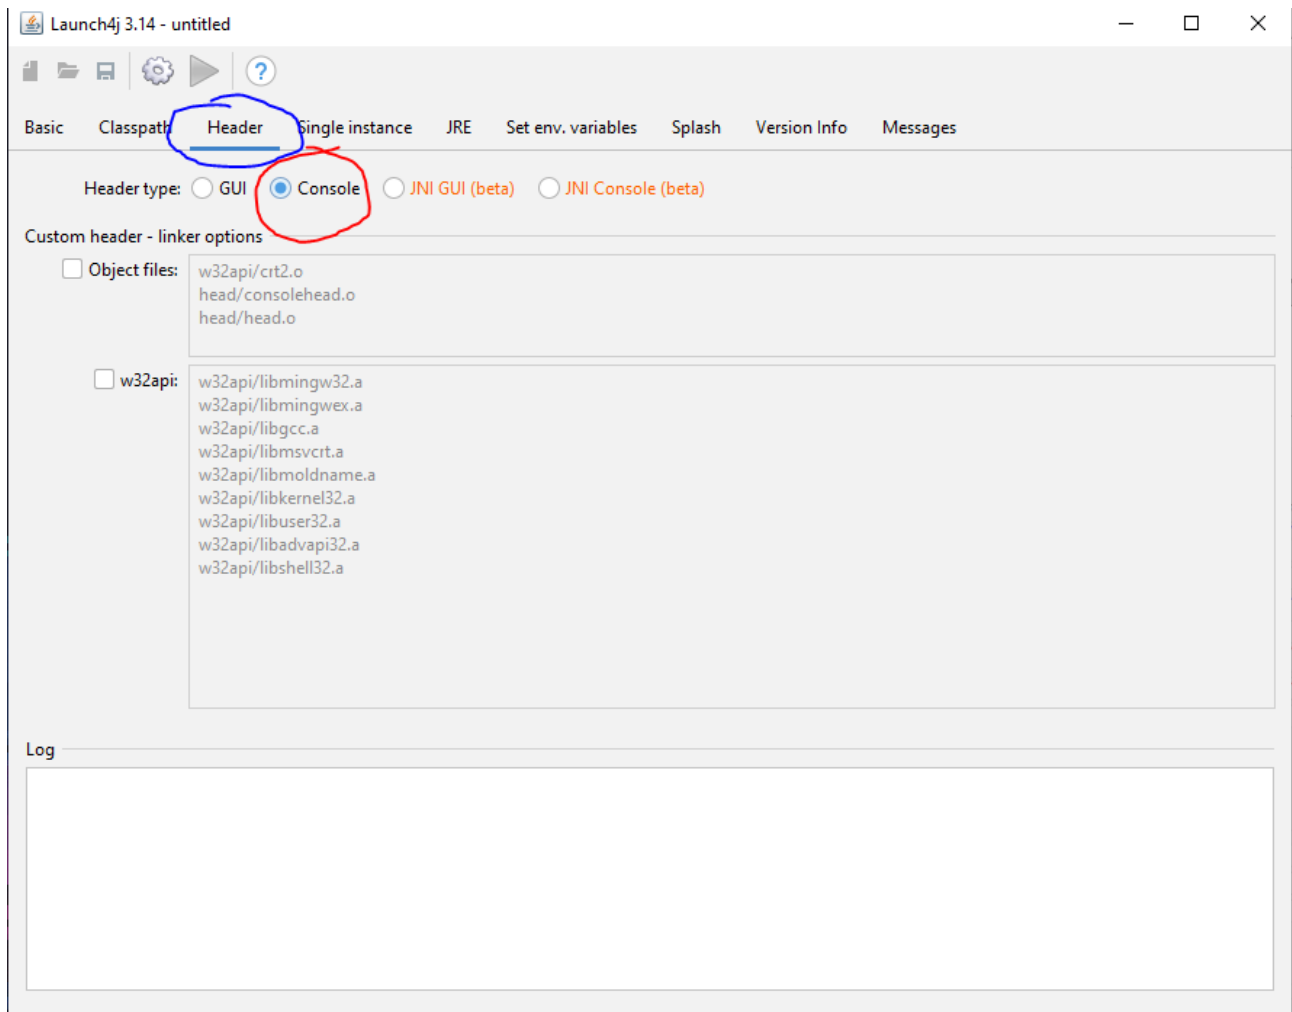 Launch4j 3.14 - untitled
?
Basic Classpath Header Single instance JRE Set env. variables Splash Version Info Messages
Header type: GUI Console JNI GUI (beta) JNI Console (beta)
Custom header - linker options
Object files: w32api/crt2.o
head/consolehead.o
head/head.o
w32api: w32api/libmingw32.a
w32api/libmingwex.a
w32api/libgcc.a
w32api/libmsvcrt.a
w32api/libmoldname.a
w32api/libkernel32.a
w32api/libuser32.a
w32api/libadvapi32.a
w32api/libshell32.a
Log